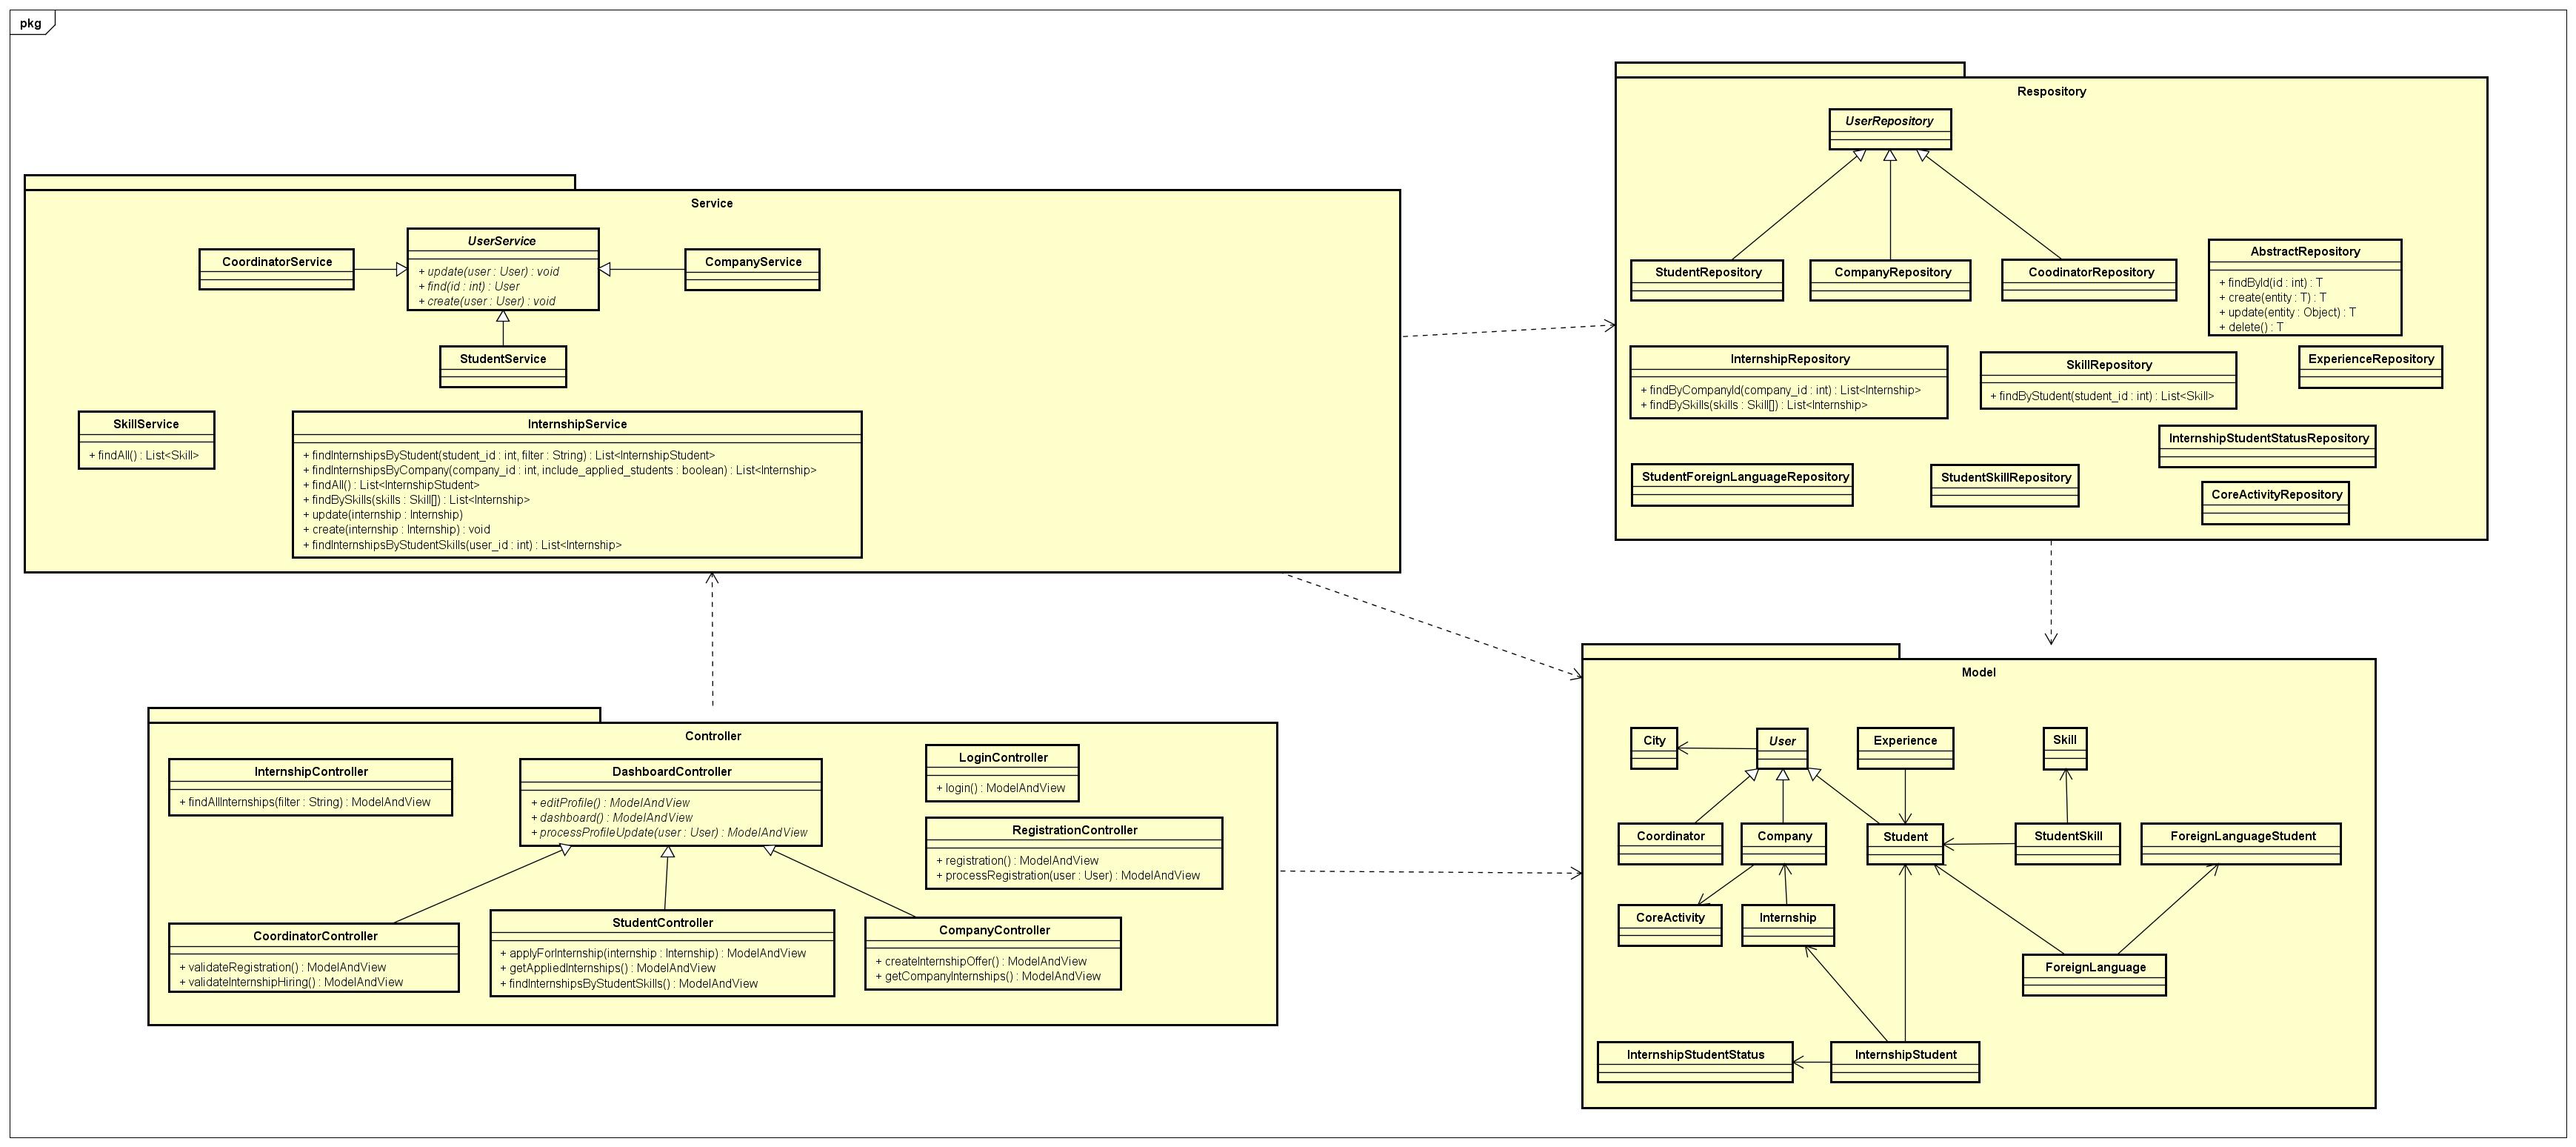 pkg
Service
UserService
+ update(user : User) : void
+ find(id : int) : User
+ create(user : User) : void
CoordinatorService
CompanyService
StudentService
SkillService
+ findAll() : List<Skill>
InternshipService
+ findInternshipsByStudent(student_id : int, filter : String) : List<InternshipStudent>
+ findInternshipsByCompany(company_id : int, include_applied_students : boolean) : List<Internship>
+ findAll() : List<InternshipStudent>
+ findBySkills(skills : Skill[]) : List<Internship>
+ update(internship : Internship)
+ create(internship : Internship) : void
+ findInternshipsByStudentSkills(user_id : int) : List<Internship>
Respository
UserRepository
StudentRepository
CompanyRepository
CoodinatorRepository
AbstractRepository
+ findById(id : int) : T
+ create(entity : T) : T
+ update(entity : Object) : T
+ delete() : T
InternshipRepository
+ findByCompanyId(company_id : int) : List<Internship>
+ findBySkills(skills : Skill[]) : List<Internship>
SkillRepository
+ findByStudent(student_id : int) : List<Skill>
ExperienceRepository
InternshipStudentStatusRepository
StudentForeignLanguageRepository
StudentSkillRepository
CoreActivityRepository
Controller
InternshipController
+ findAllInternships(filter : String) : ModelAndView
DashboardController
+ editProfile() : ModelAndView
+ dashboard() : ModelAndView
+ processProfileUpdate(user : User) : ModelAndView
LoginController
+ login() : ModelAndView
RegistrationController
+ registration() : ModelAndView
+ processRegistration(user : User) : ModelAndView
CoordinatorController
+ validateRegistration() : ModelAndView
+ validateInternshipHiring() : ModelAndView
StudentController
+ applyForInternship(internship : Internship) : ModelAndView
+ getAppliedInternships() : ModelAndView
+ findInternshipsByStudentSkills() : ModelAndView
CompanyController
+ createInternshipOffer() : ModelAndView
+ getCompanyInternships() : ModelAndView
Model
City
User
Experience
Skill
Coordinator
Company
Student
StudentSkill
ForeignLanguageStudent
CoreActivity
Internship
ForeignLanguage
InternshipStudentStatus
InternshipStudent